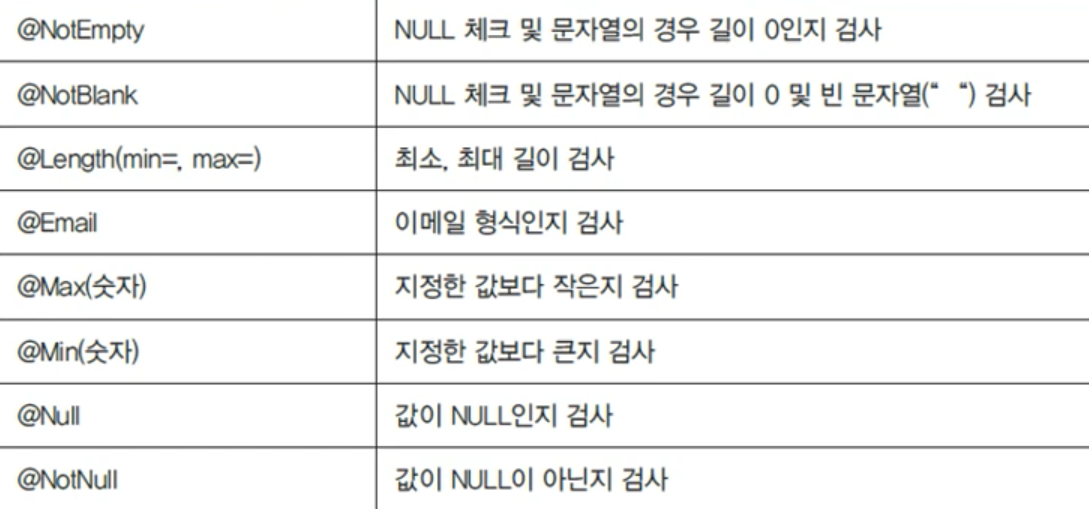 @NotEmpty NULL 체크 및 문자열의 경우 길이 0인지 검사
@NotBlank NULL 체크 및 문자열의 경우 길이 0 및 빈 문자열(“ “) 검사
@Length(min=, max=) 최소, 최대 길이 검사
@Email 이메일 형식인지 검사
@Max(숫자) 지정한 값보다 작은지 검사
@Min(숫자) 지정한 값보다 큰지 검사
@Null 값이 NULL인지 검사
@NotNull 값이 NULL이 아닌지 검사